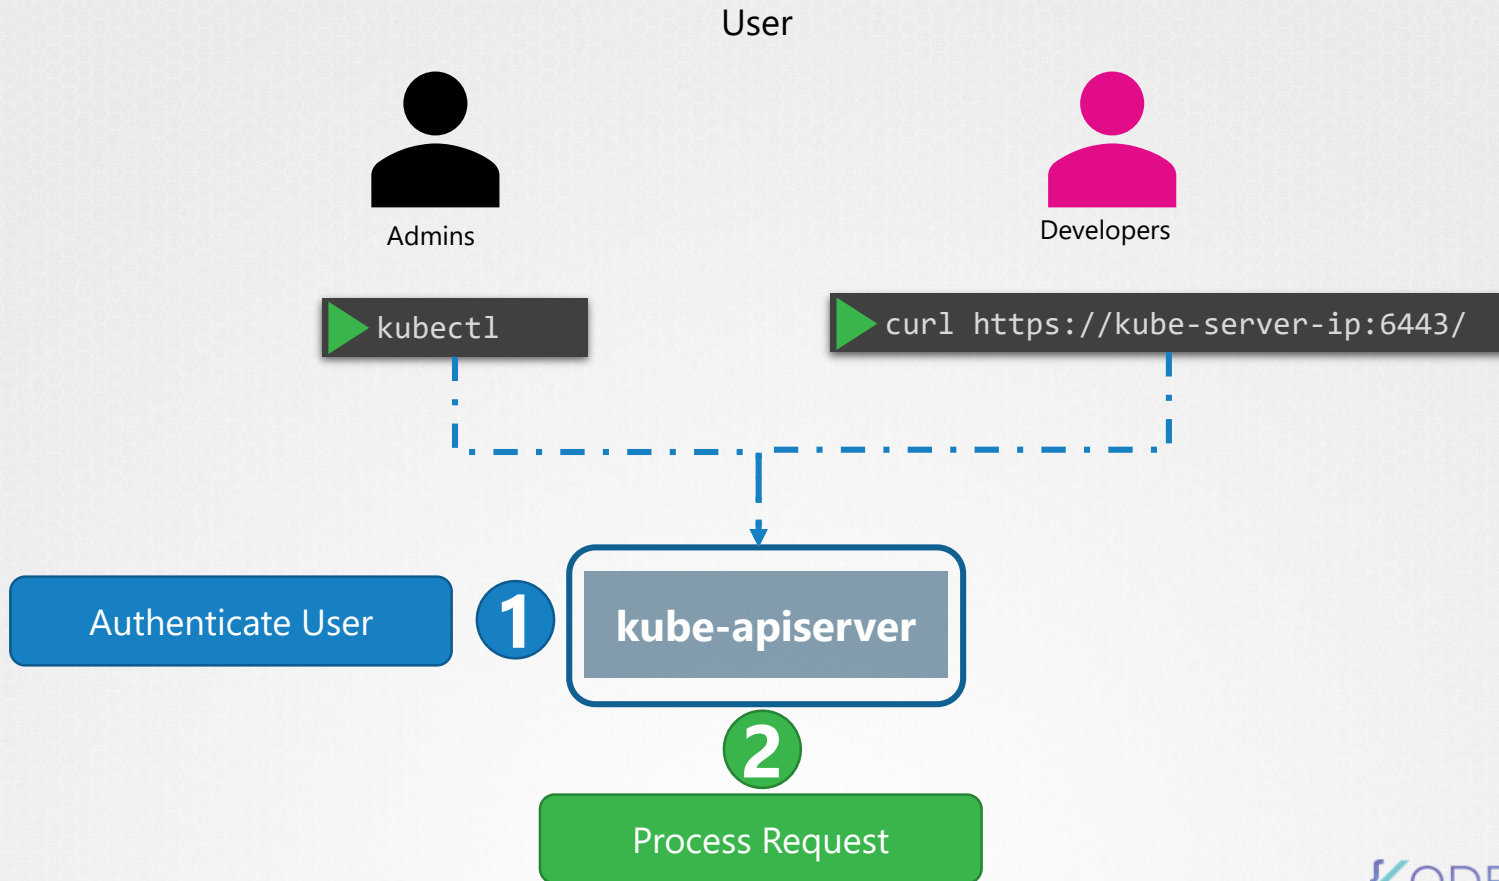 User
Admins
Developers
kubectl
curl https://kube-server-ip:6443/
Authenticate User
1
kube-apiserver
2
Process Request